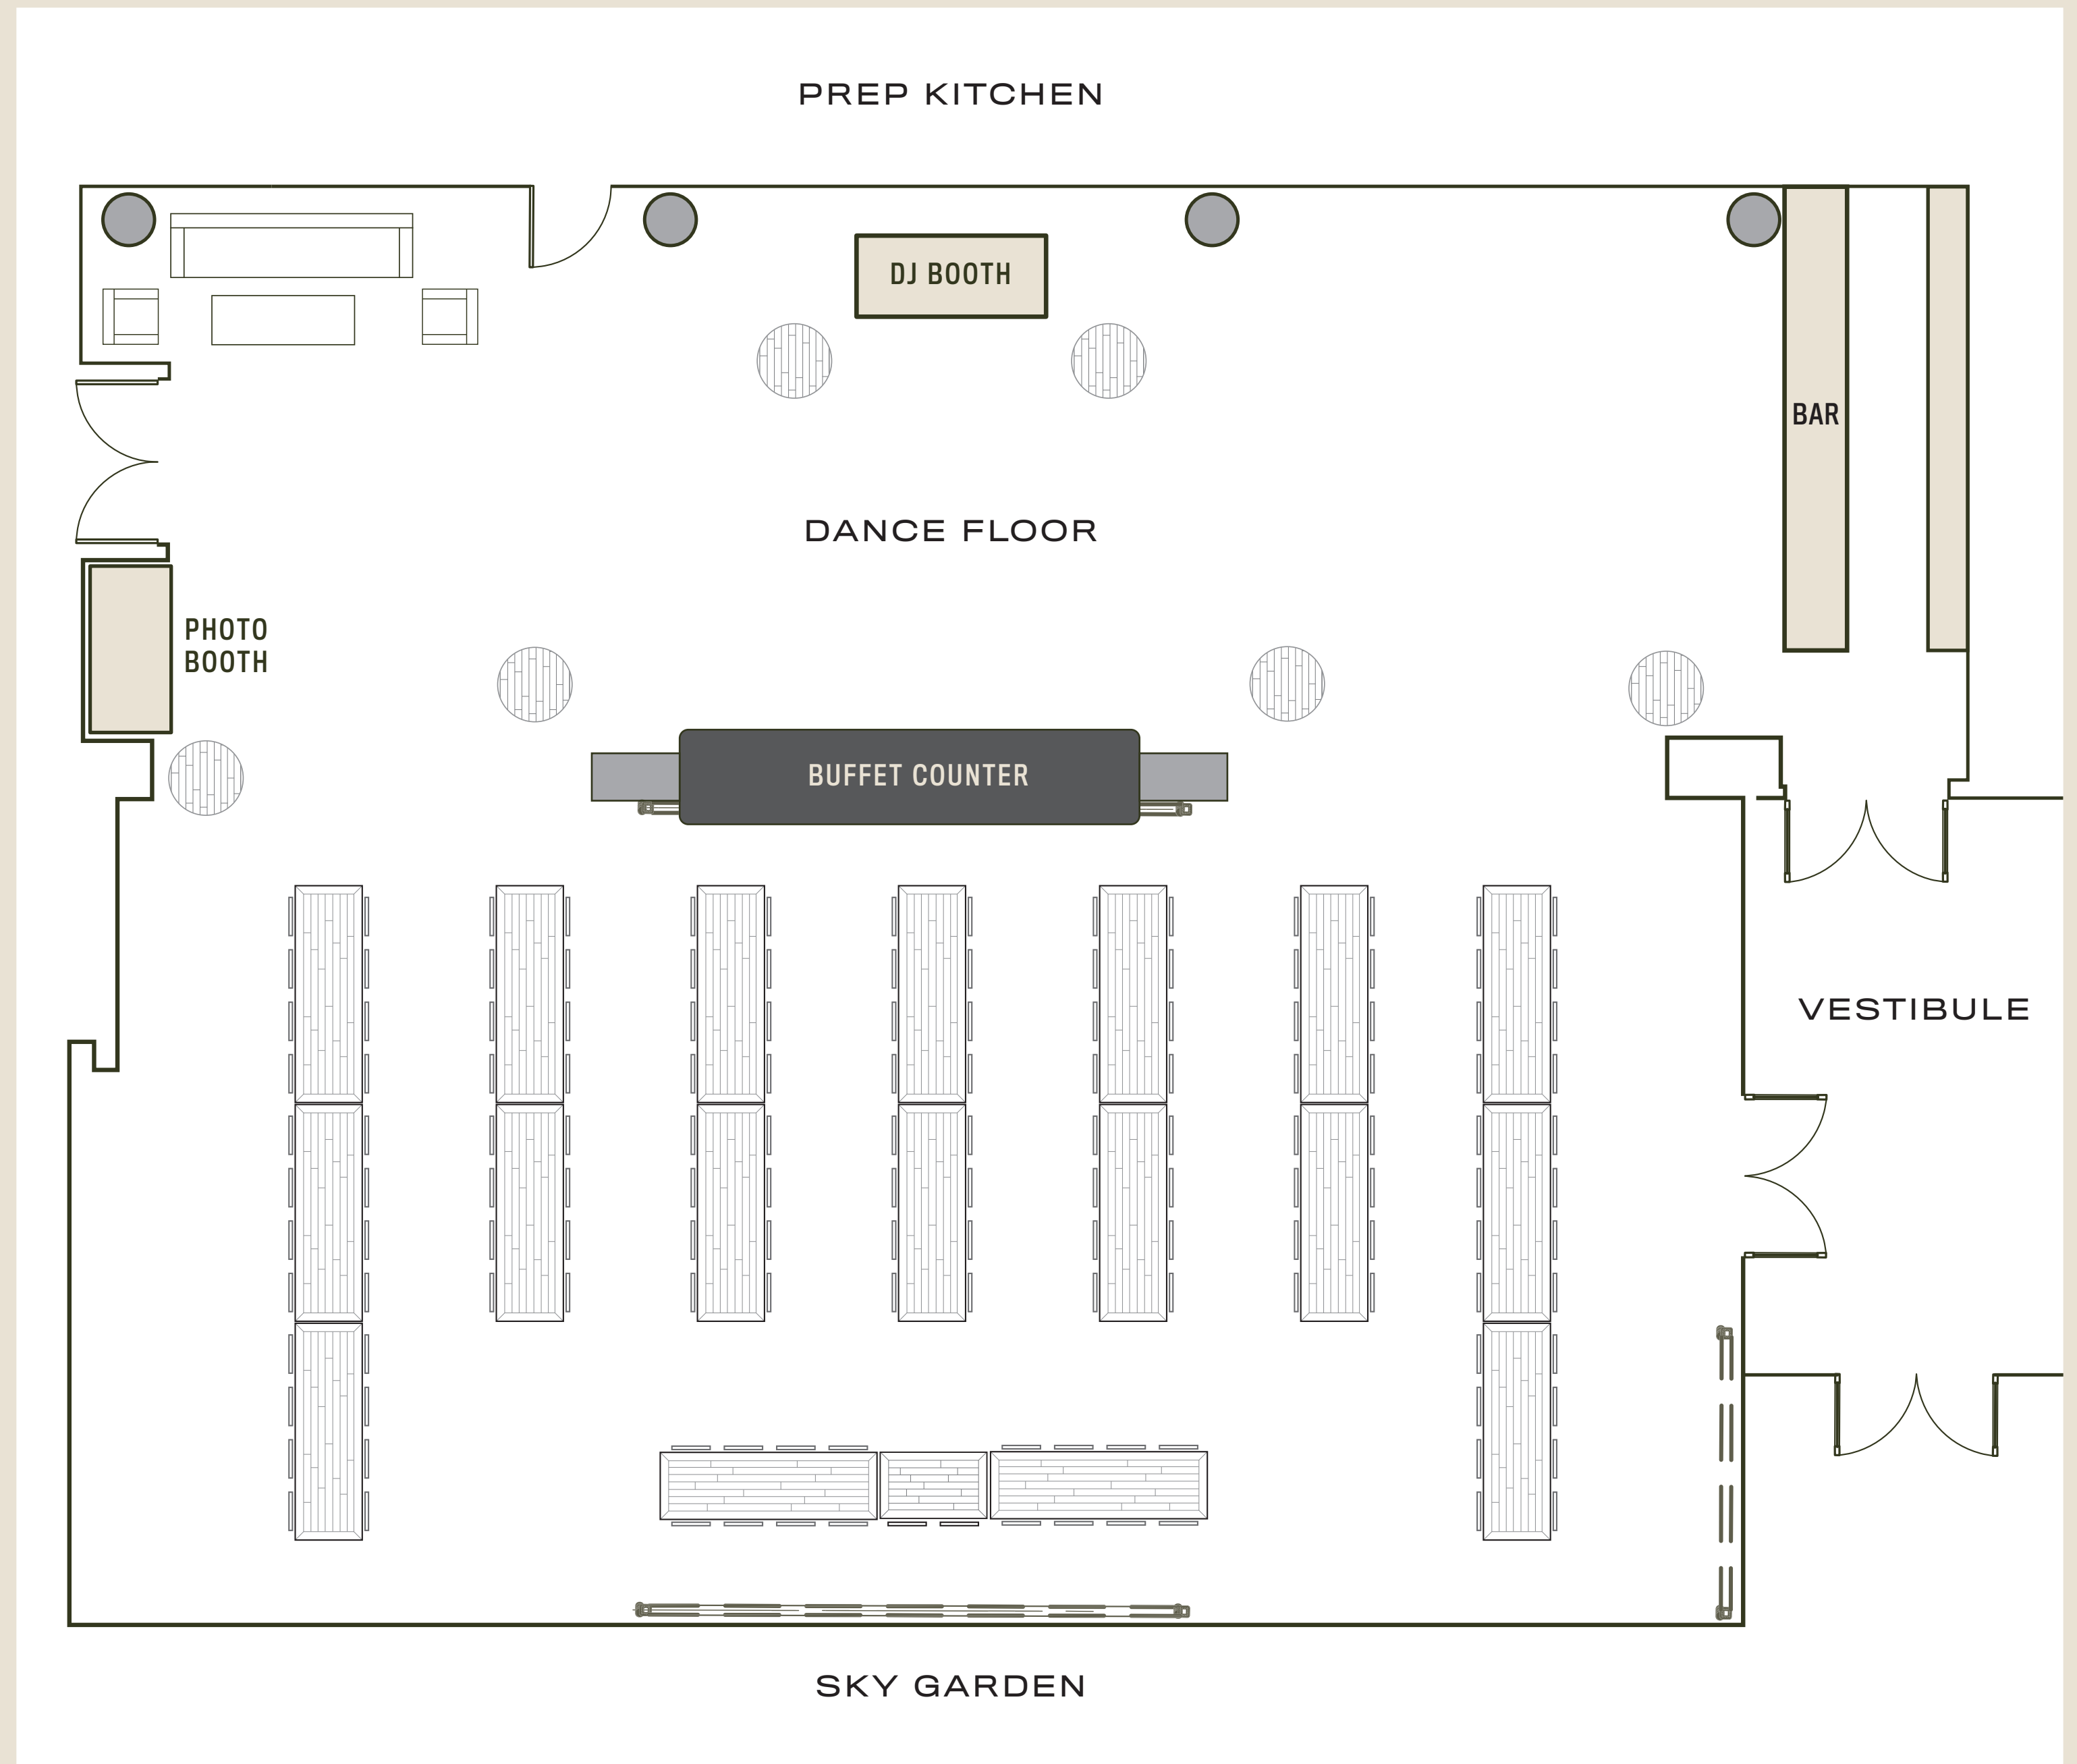 PREP KITCHEN
DJ BOOTH
BAR
DANCE FLOOR
PHOTO
BOOTH
BUFFET COUNTER
VESTIBULE
SKY GARDEN